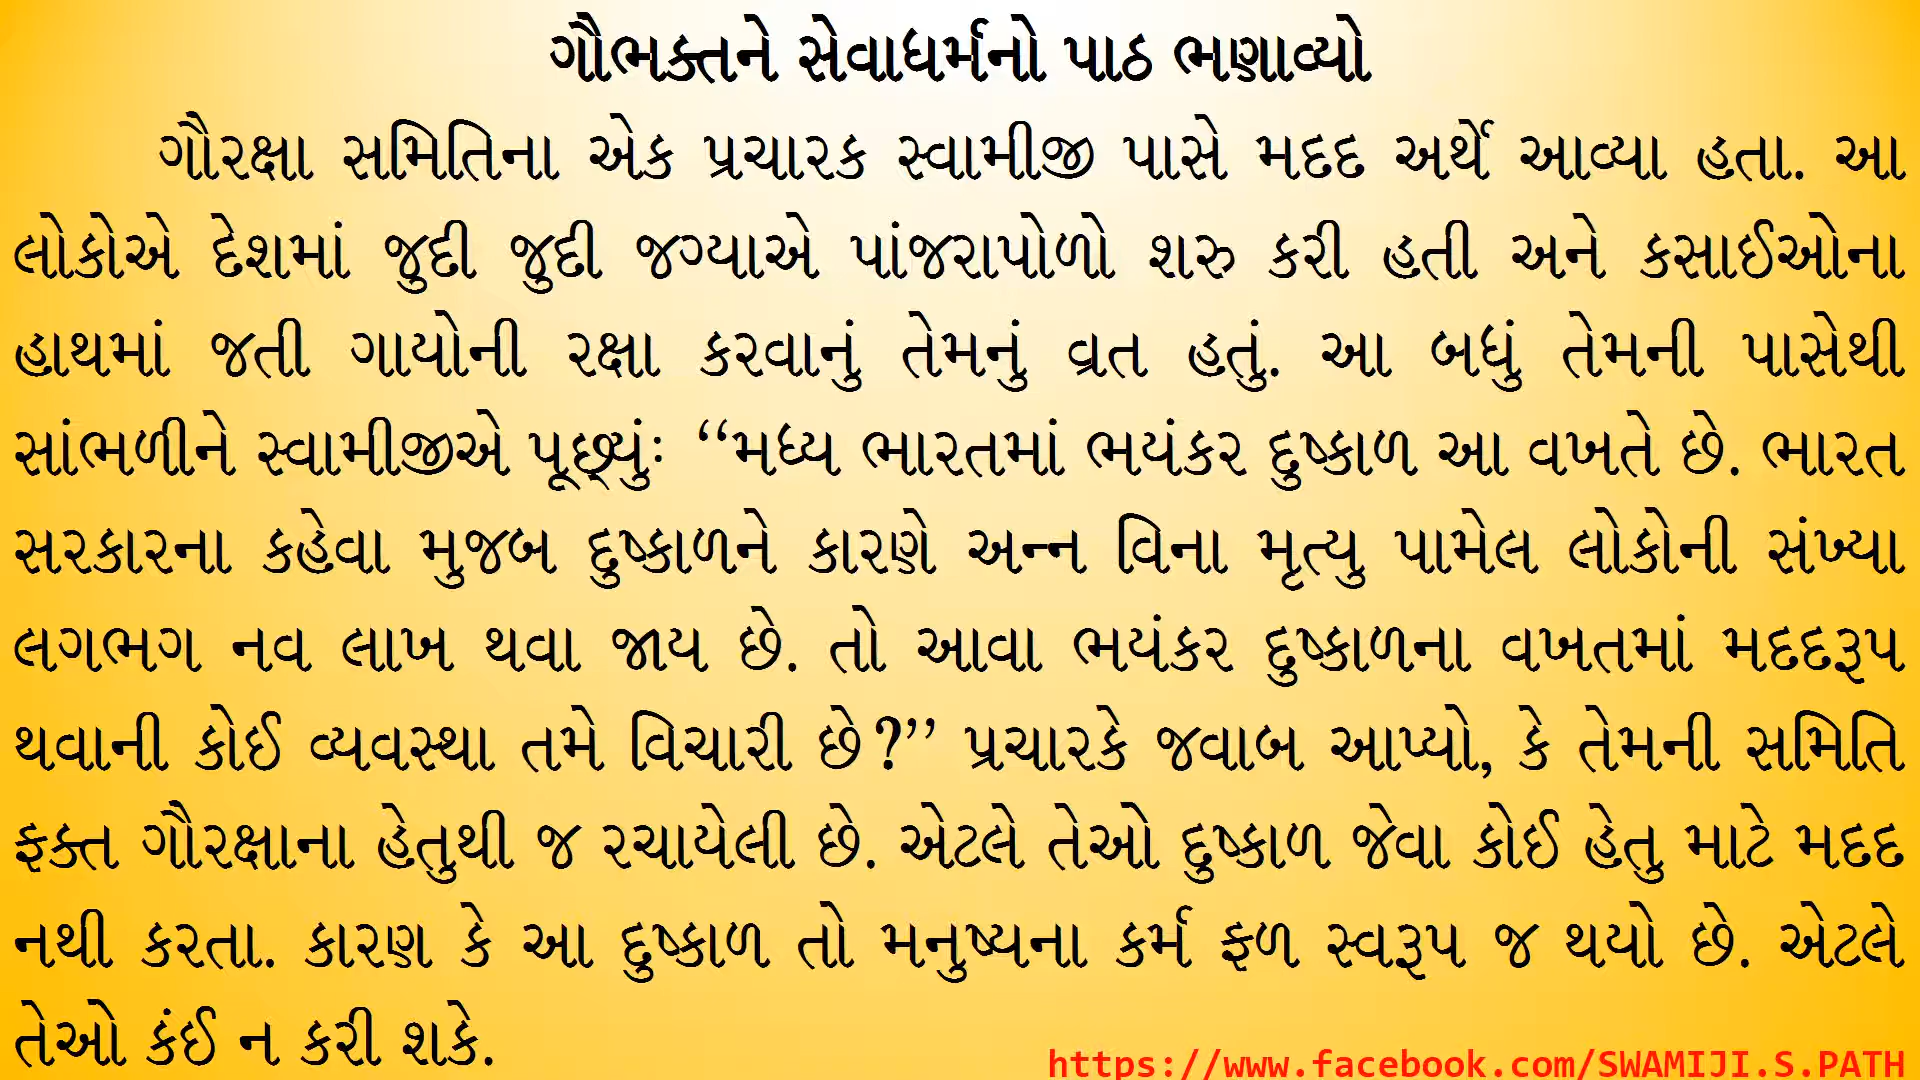 ગૌભક્તને સેવાધર્મનો પાઠ ભણાવ્યો
ગૌરક્ષા સમિતિના એક પ્રચારક સ્વામીજી પાસે મદદ અર્થે આવ્યા હતા. આ
લોકોએ દેશમાં જુદી જુદી જગ્યાએ પાંજરાપોળો શરુ કરી હતી અને કસાઈઓના
હાથમાં જતી ગાયોની રક્ષા કરવાનું તેમનું વ્રત હતું. આ બધું તેમની પાસેથી
સાંભળીને સ્વામીજીએ પૂછ્યુંઃ “મધ્ય ભારતમાં ભયંકર દુષ્કાળ આ વખતે છે. ભારત
સરકારના કહેવા મુજબ દુષ્કાળને કારણે અન્ન વિના મૃત્યુ પામેલ લોકોની સંખ્યા
લગભગ નવ લાખ થવા જાય છે. તો આવા ભયંકર દુષ્કાળના વખતમાં મદદરૂપ
થવાની કોઈ વ્યવસ્થા તમે વિચારી છે?” પ્રચારકે જવાબ આપ્યો, કે તેમની સમિતિ
ફક્ત ગૌરક્ષાના હેતુથી જ રચાયેલી છે. એટલે તેઓ દુષ્કાળ જેવા કોઈ હેતુ માટે મદદ
નથી કરતા. કારણ કે આ દુષ્કાળ તો મનુષ્યના કર્મ ફળ સ્વરૂપ જ થયો છે. એટલે
તેઓ કંઈ ન કરી શકે.
https://www.facebook.com/SWAMIJI.S.PATH